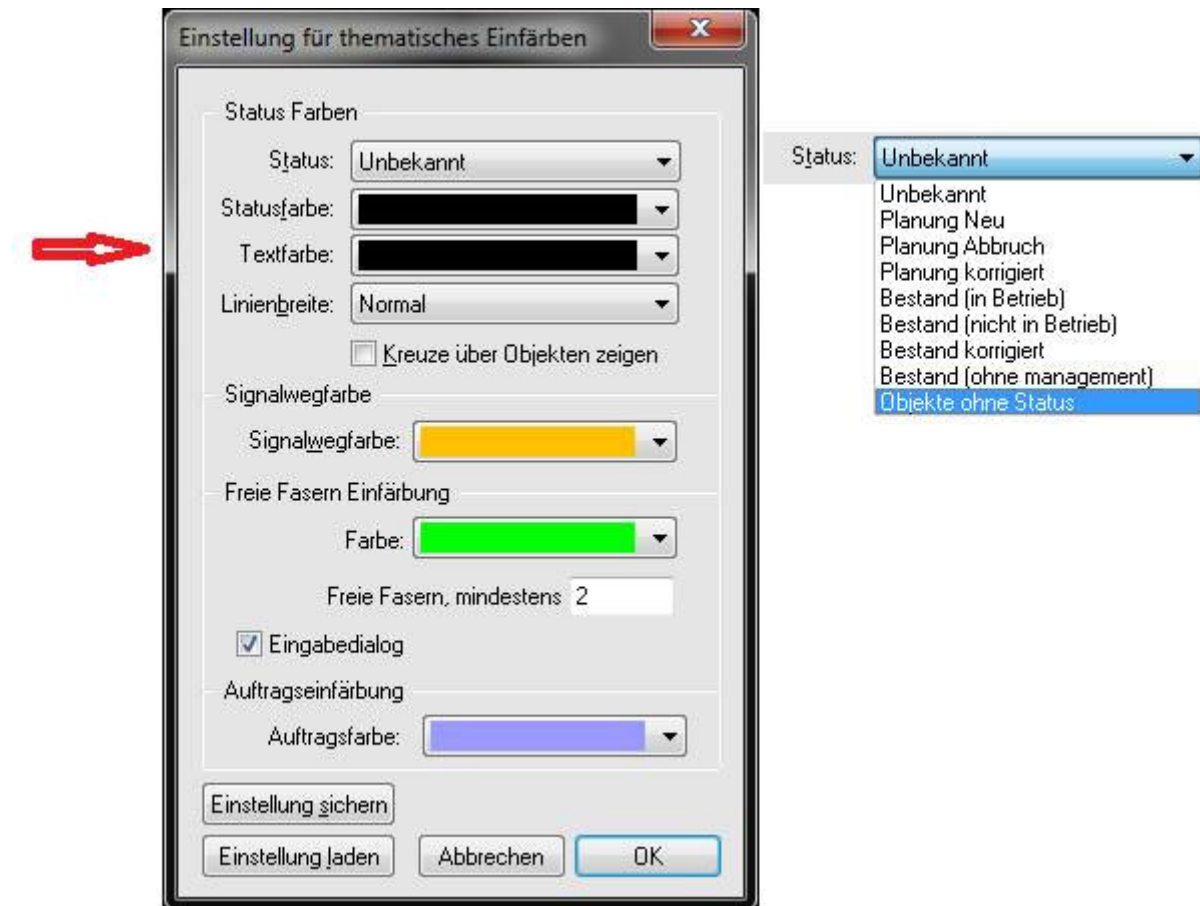 Einstellung für thematisches Einfärben
Status Farben
Status: Unbekannt
Statusfarbe:
Textfarbe:
Linienbreite: Normal
Kreuze über Objekten zeigen
Signalwegfarbe
Signalwegfarbe:
Freie Fasern Einfärbung
Farbe:
Freie Fasern, mindestens 2
Eingabedialog
Auftragseinfärbung
Auftragsfarbe:
Einstellung sichern
Einstellung laden Abbrechen OK
Status: Unbekannt
Unbekannt
Planung Neu
Planung Abbruch
Planung korrigiert
Bestand (in Betrieb)
Bestand (nicht in Betrieb)
Bestand korrigiert
Bestand (ohne management)
Objekte ohne Status